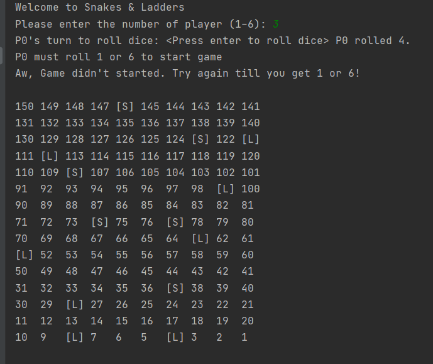 Welcome to Snakes & Ladders
Please enter the number of player (1-6): 3
P0's turn to roll dice: <Press enter to roll dice> P0 rolled 4.
P0 must roll 1 or 6 to start game
Aw, Game didn't started. Try again till you get 1 or 6!
150 149 148 147 [S] 145 144 143 142 141
131 132 133 134 135 136 137 138 139 140
130 129 128 127 126 125 124 [S] 122 [L]
111 [L] 113 114 115 116 117 118 119 120
110 109 [S] 107 106 105 104 103 102 101
91 92 93 94 95 96 97 98 [L] 100
90 89 88 87 86 85 84 83 82 81
71 72 73 [S] 75 76 [S] 78 79 80
70 69 68 67 66 65 64 [L] 62 61
[L] 52 53 54 55 56 57 58 59 60
50 49 48 47 46 45 44 43 42 41
31 32 33 34 35 36 [S] 38 39 40
30 29 [L] 27 26 25 24 23 22 21
11 12 13 14 15 16 17 18 19 20
10 9 [L] 7 6 5 [L] 3 2 1